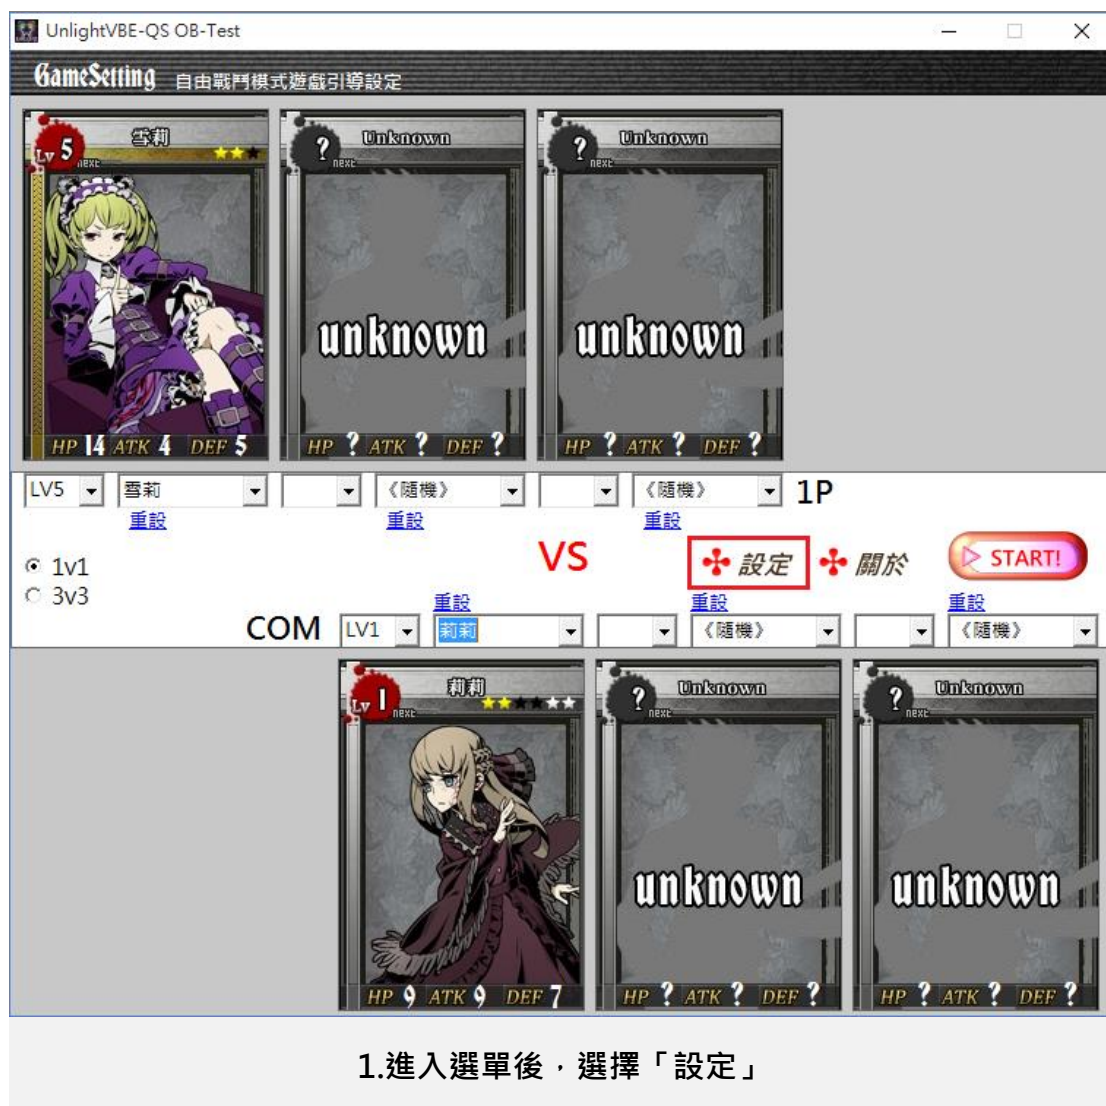 UnlightVBE-QS OB-Test
GameSetting 自由戰鬥模式遊戲引導設定
Lv 5 next 雪莉
? next Unknown
? next Unknown
unknown
unknown
HP 14 ATK 4 DEF 5
HP ? ATK ? DEF ?
HP ? ATK ? DEF ?
LV5 雪莉 《隨機》 《隨機》 1P
重設 重設 重設
1v1
3v3
VS 設定 關於 START!
重設 重設 重設
COM LV1 莉莉 《隨機》 《隨機》
Lv 1 next 莉莉
? next Unknown
? next Unknown
unknown
unknown
HP 9 ATK 9 DEF 7
HP ? ATK ? DEF ?
HP ? ATK ? DEF ?
1.進入選單後，選擇「設定」